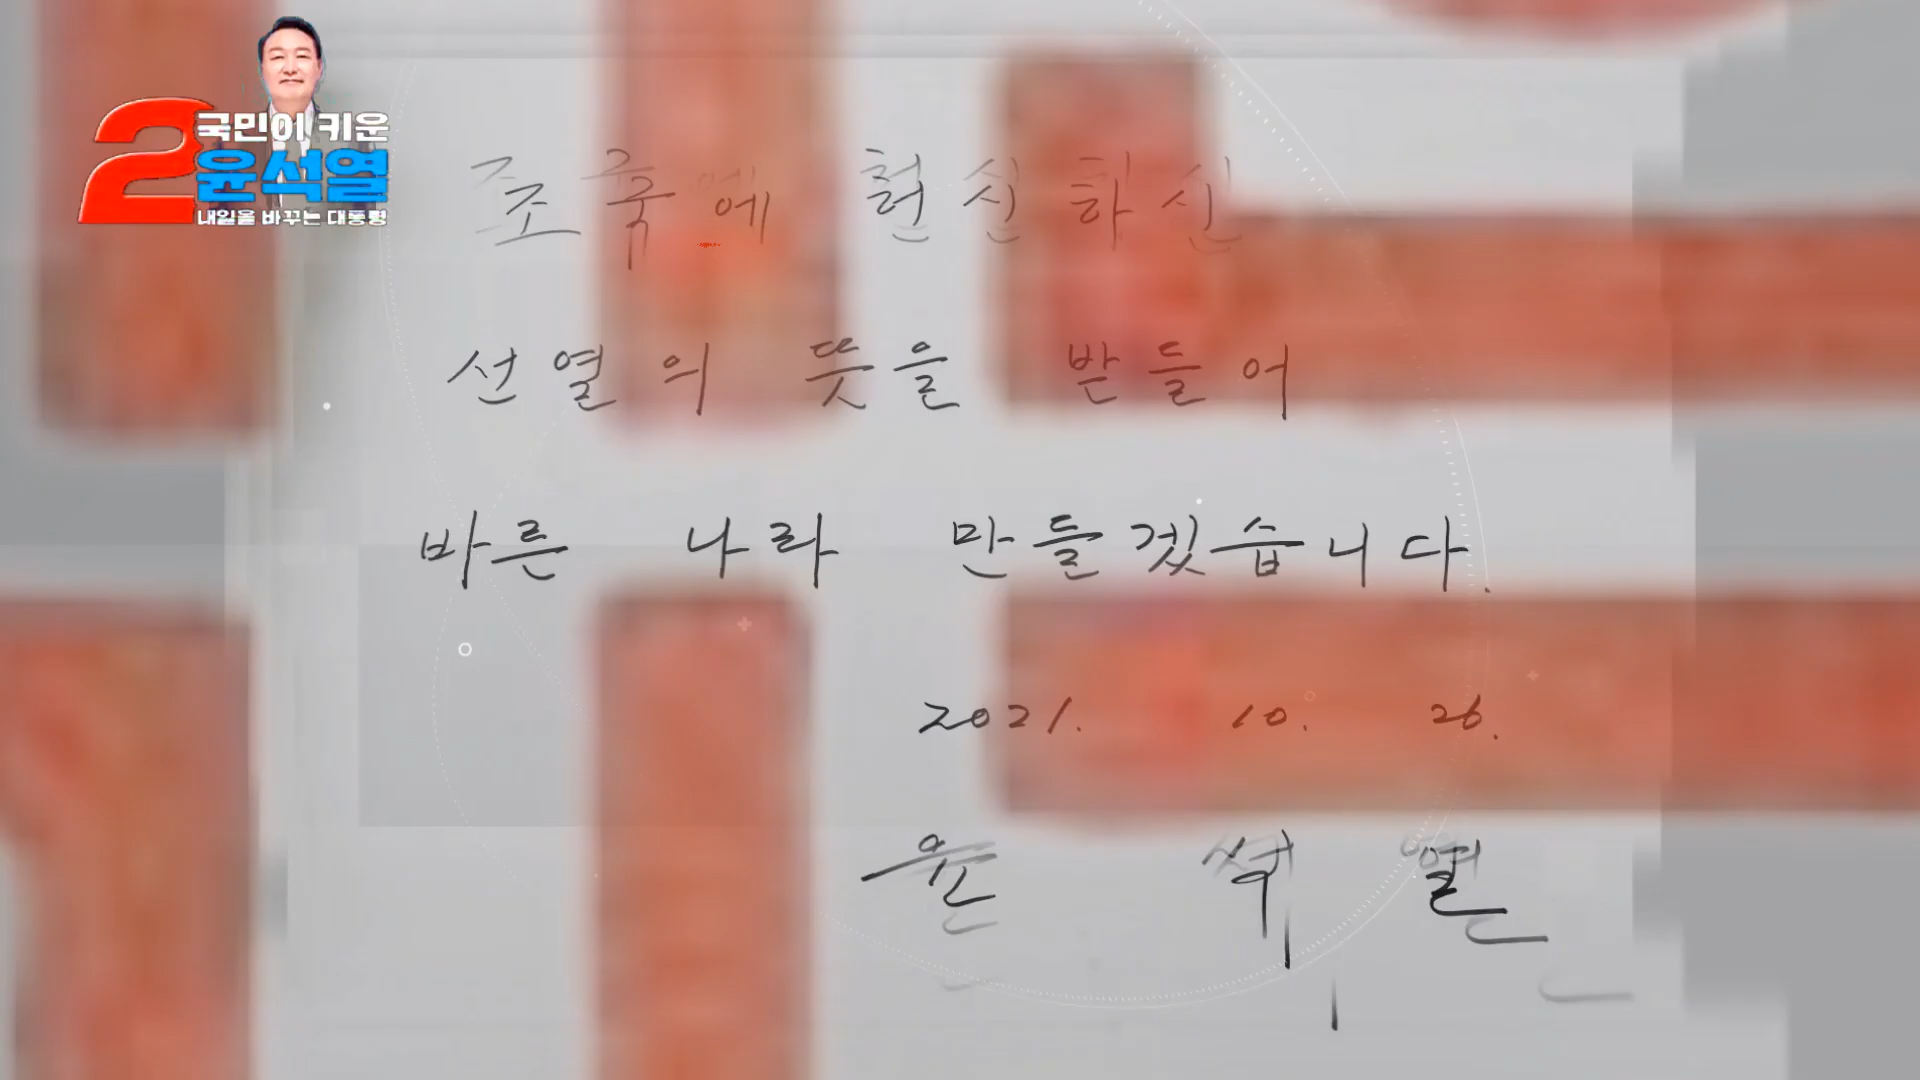 2 국민이 키운
윤석열
내일을 바꾸는 대통령
조국에 헌신하신
선열의 뜻을 받들어
바른 나라 만들겠습니다.
2021. 10. 26.
윤석열